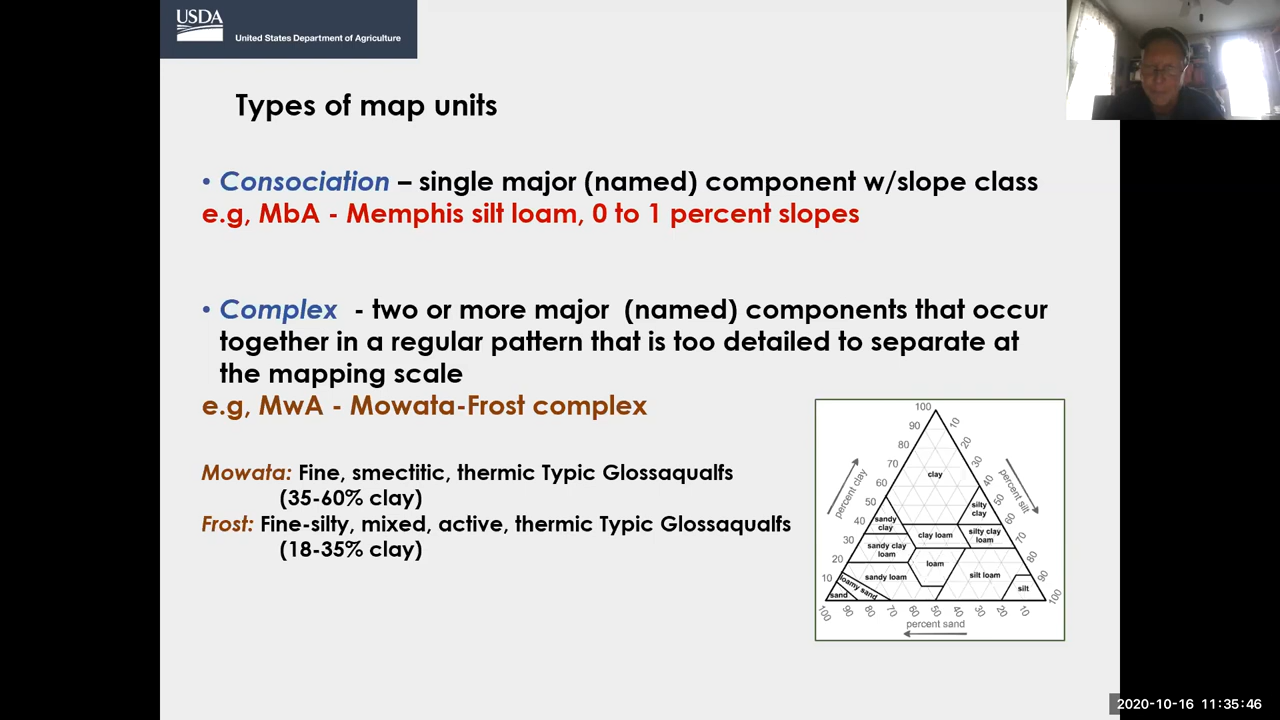 USDA
United States Department of Agriculture
Types of map units
• Consociation – single major (named) component w/slope class
e.g, MbA - Memphis silt loam, 0 to 1 percent slopes
• Complex - two or more major (named) components that occur
together in a regular pattern that is too detailed to separate at
the mapping scale
e.g, MwA - Mowata-Frost complex
Mowata: Fine, smectitic, thermic Typic Glossaqualfs
(35-60% clay)
Frost: Fine-silty, mixed, active, thermic Typic Glossaqualfs
(18-35% clay)
100
90
80
70
60
50
40
30
20
10
percent clay
10
20
30
40
50
60
70
80
90
100
percent silt
clay
silty
clay
sandy
clay
clay loam
silty clay
loam
sandy clay
loam
loam
sandy loam
silt loam
loamy sand
sand
silt
100 90 80 70 60 50 40 30 20 10
percent sand
2020-10-16 11:35:46